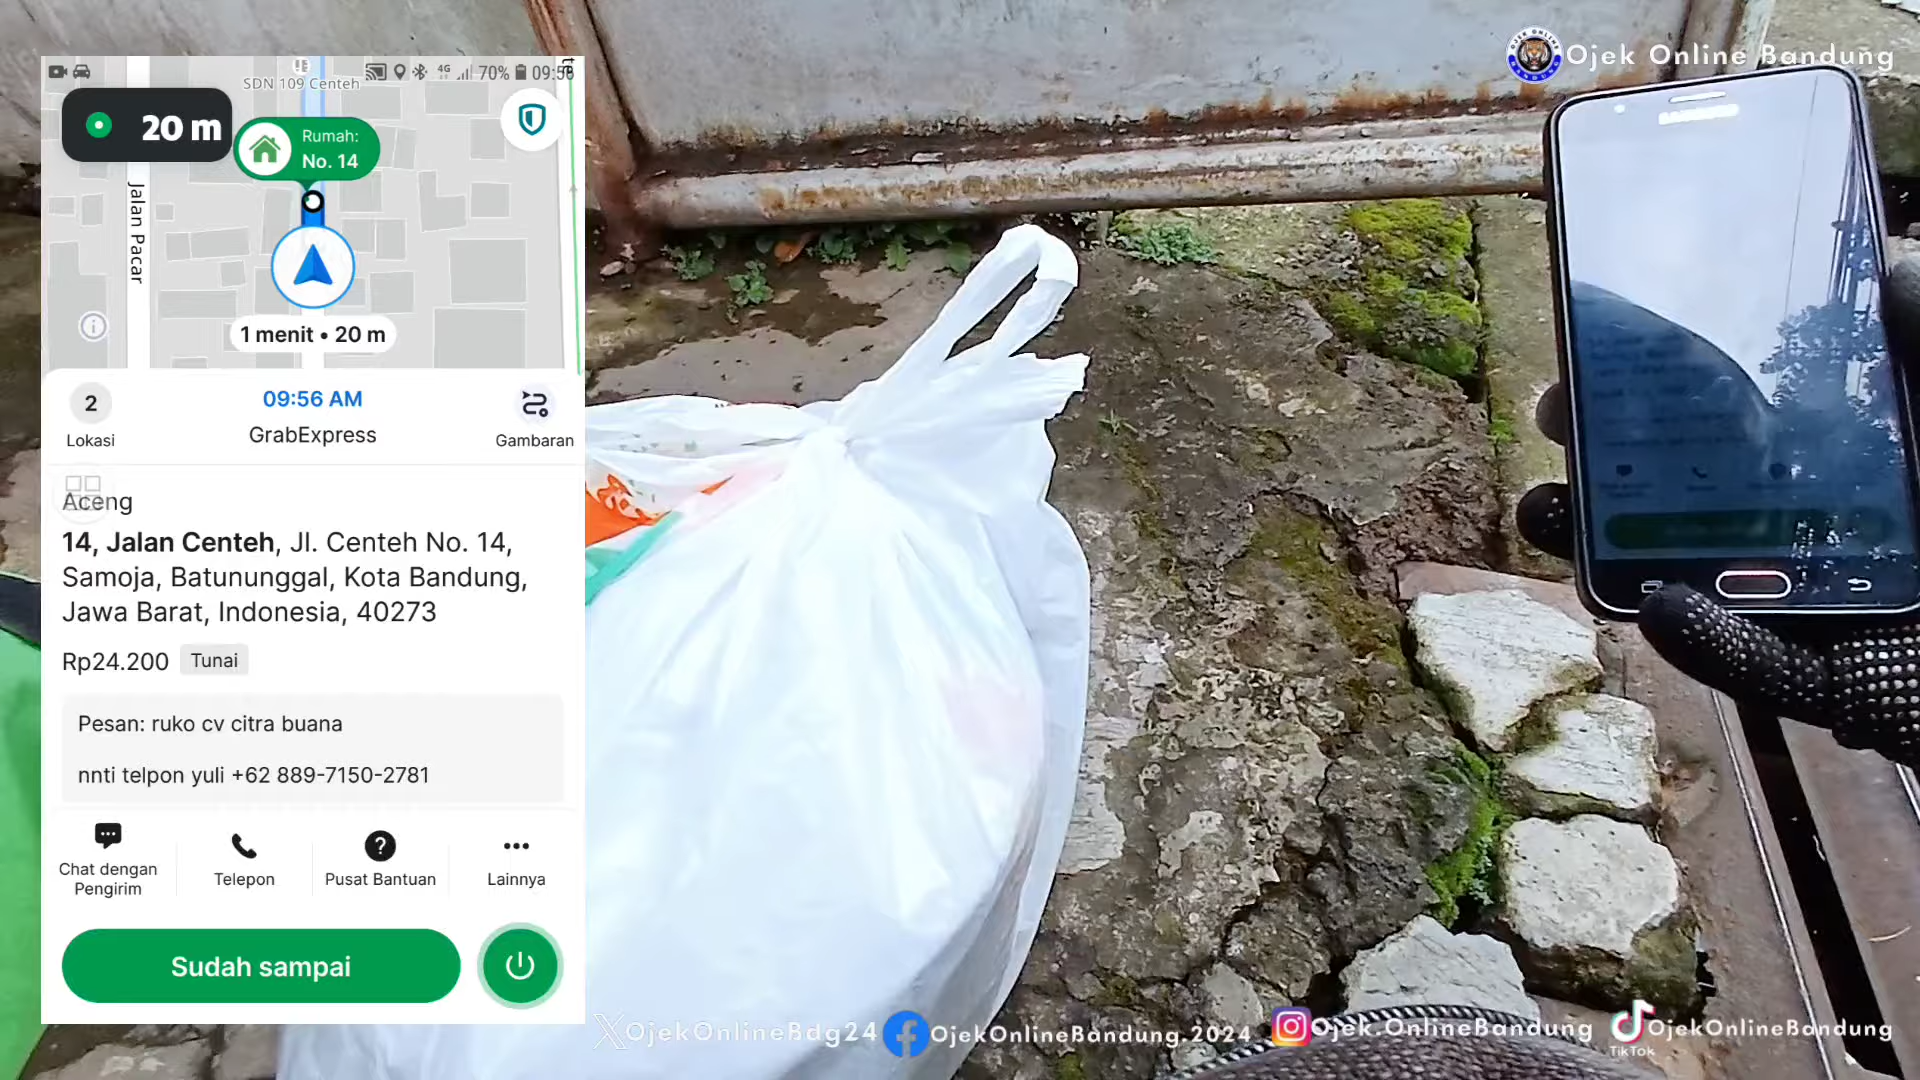 Ojek Online Bandung
SDN 109 Centeh
4G
70%
09:56
20 m
Rumah:
No. 14
Jalan Pacar
1 menit • 20 m
2
Lokasi
09:56 AM
GrabExpress
Gambaran
Aceng
14, Jalan Centeh, Jl. Centeh No. 14,
Samoja, Batununggal, Kota Bandung,
Jawa Barat, Indonesia, 40273
Rp24.200
Tunai
Pesan: ruko cv citra buana
nnti telpon yuli +62 889-7150-2781
Chat dengan
Pengirim
Telepon
Pusat Bantuan
Lainnya
Sudah sampai
OjekOnlineBdg24
OjekOnlineBandung.2024
Ojek.OnlineBandung
OjekOnlineBandung
TikTok